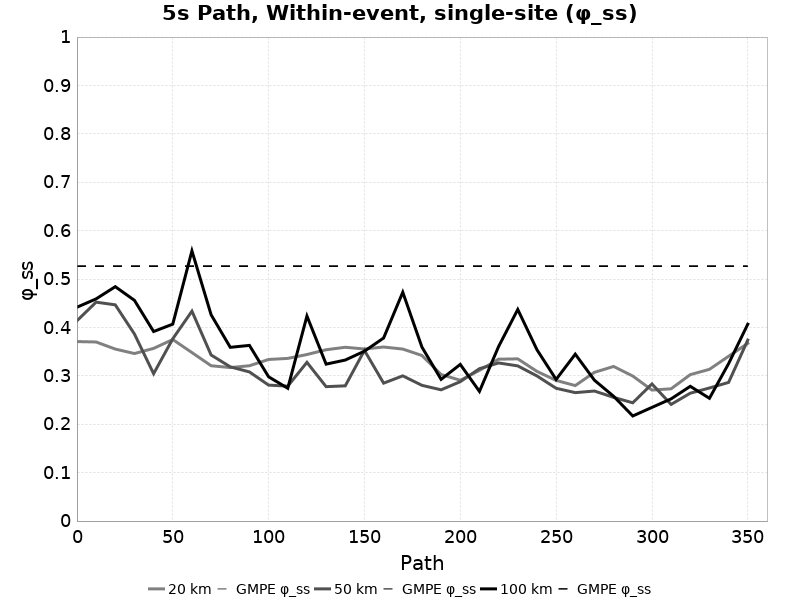 5s Path, Within-event, single-site (φ_ss)
φ_ss
1
0.9
0.8
0.7
0.6
0.5
0.4
0.3
0.2
0.1
0
0 50 100 150 200 250 300 350
Path
20 km GMPE φ_ss 50 km GMPE φ_ss 100 km GMPE φ_ss